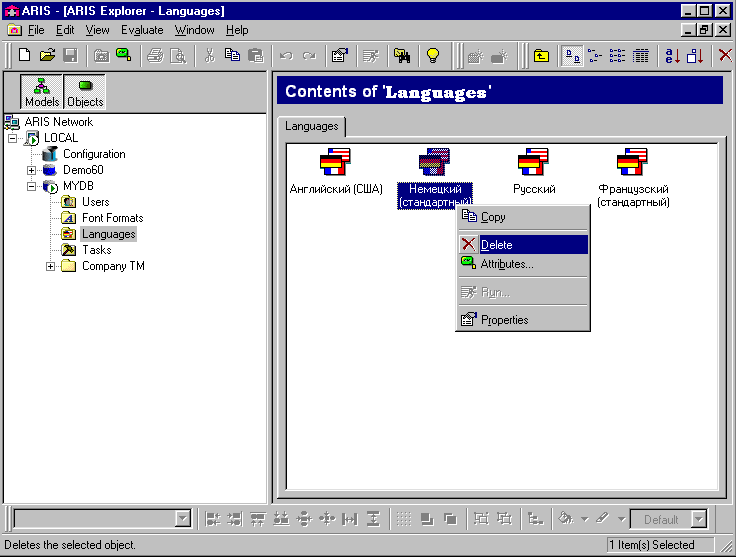 ARIS - [ARIS Explorer - Languages]
File Edit View Evaluate Window Help
Models Objects
ARIS Network
LOCAL
Configuration
Demo60
MYDB
Users
Font Formats
Languages
Tasks
Company TM
Contents of 'Languages'
Languages
Английский (США)
Немецкий
(стандартный)
Русский
Французский
(стандартный)
Copy
Delete
Attributes...
Run...
Properties
Default
Deletes the selected object.
1 Item(s) Selected